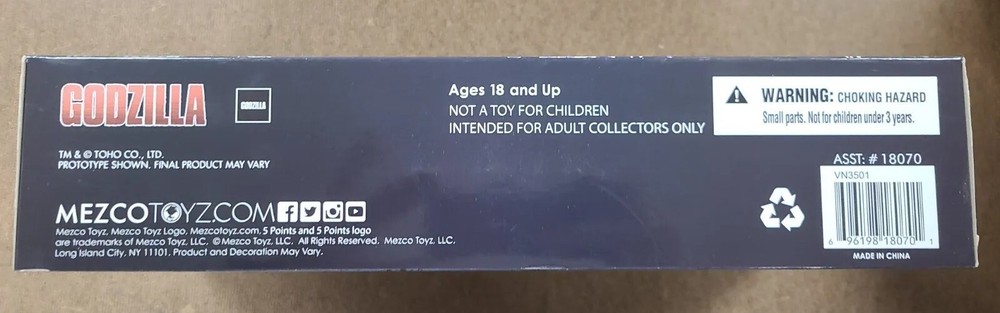 GODZILLA
GODZILLA
TM & © TOHO CO., LTD.
PROTOTYPE SHOWN. FINAL PRODUCT MAY VARY
MEZCOTOYZ.COM
Mezco Toyz, Mezco Toyz Logo, Mezcotoyz.com, 5 Points and 5 Points logo
are trademarks of Mezco Toyz, LLC. © Mezco Toyz, LLC. All Rights Reserved. Mezco Toyz, LLC.
Long Island City, NY 11101. Product and Decoration May Vary.
Ages 18 and Up
NOT A TOY FOR CHILDREN
INTENDED FOR ADULT COLLECTORS ONLY
WARNING: CHOKING HAZARD
Small parts. Not for children under 3 years.
ASST: # 18070
VN3501
6 96198 18070 1
MADE IN CHINA